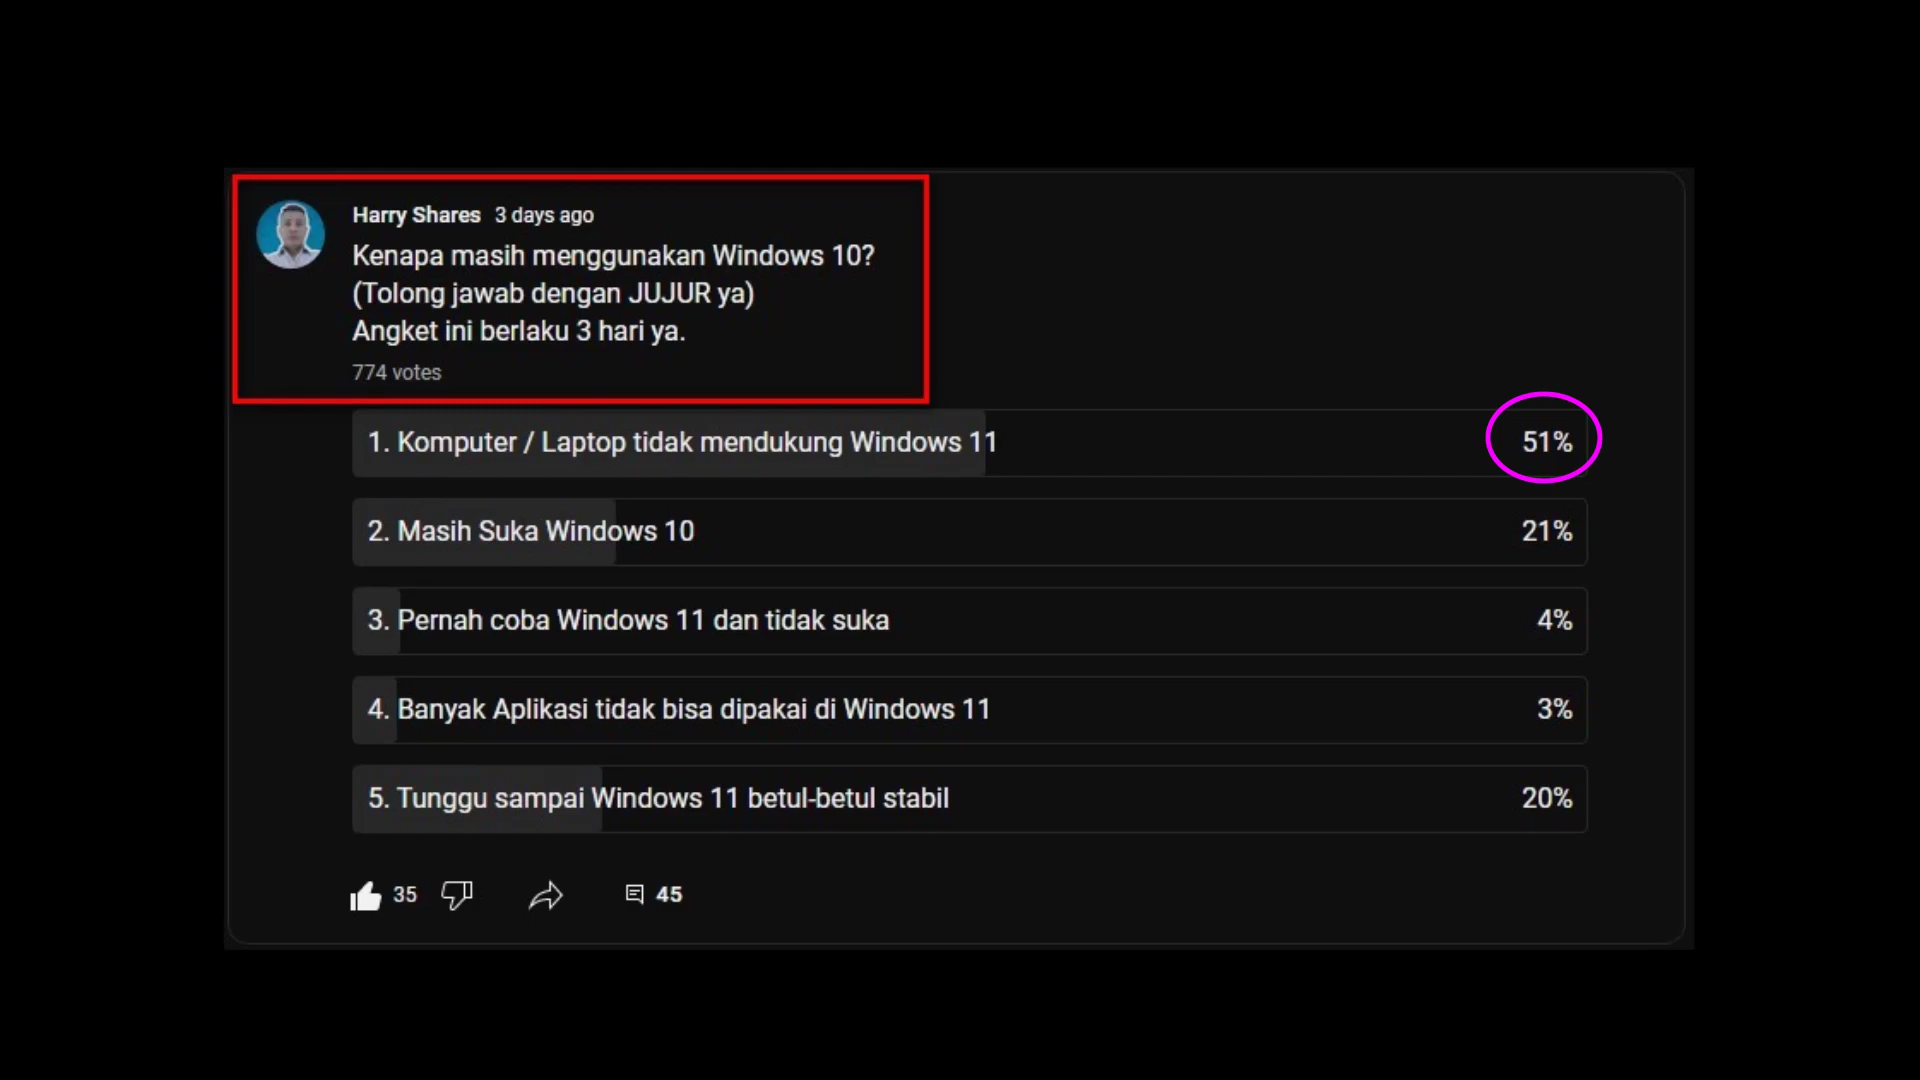 Harry Shares 3 days ago
Kenapa masih menggunakan Windows 10?
(Tolong jawab dengan JUJUR ya)
Angket ini berlaku 3 hari ya.
774 votes
1. Komputer / Laptop tidak mendukung Windows 11 51%
2. Masih Suka Windows 10 21%
3. Pernah coba Windows 11 dan tidak suka 4%
4. Banyak Aplikasi tidak bisa dipakai di Windows 11 3%
5. Tunggu sampai Windows 11 betul-betul stabil 20%
35 45